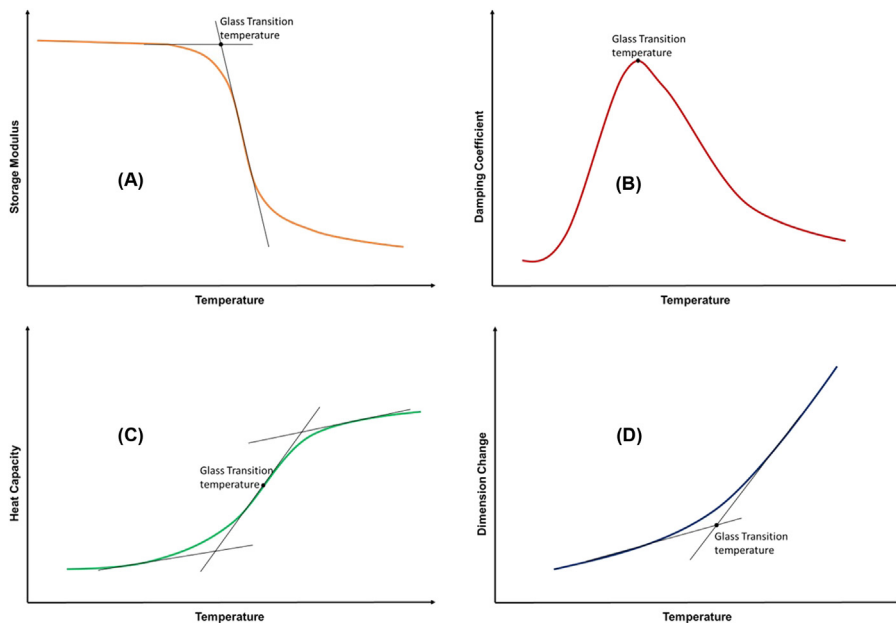 Glass Transition
temperature
Storage Modulus
(A)
Temperature
Glass Transition
temperature
Damping Coefficient
(B)
Temperature
Heat Capacity
(C)
Glass Transition
temperature
Temperature
Dimension Change
(D)
Glass Transition
temperature
Temperature